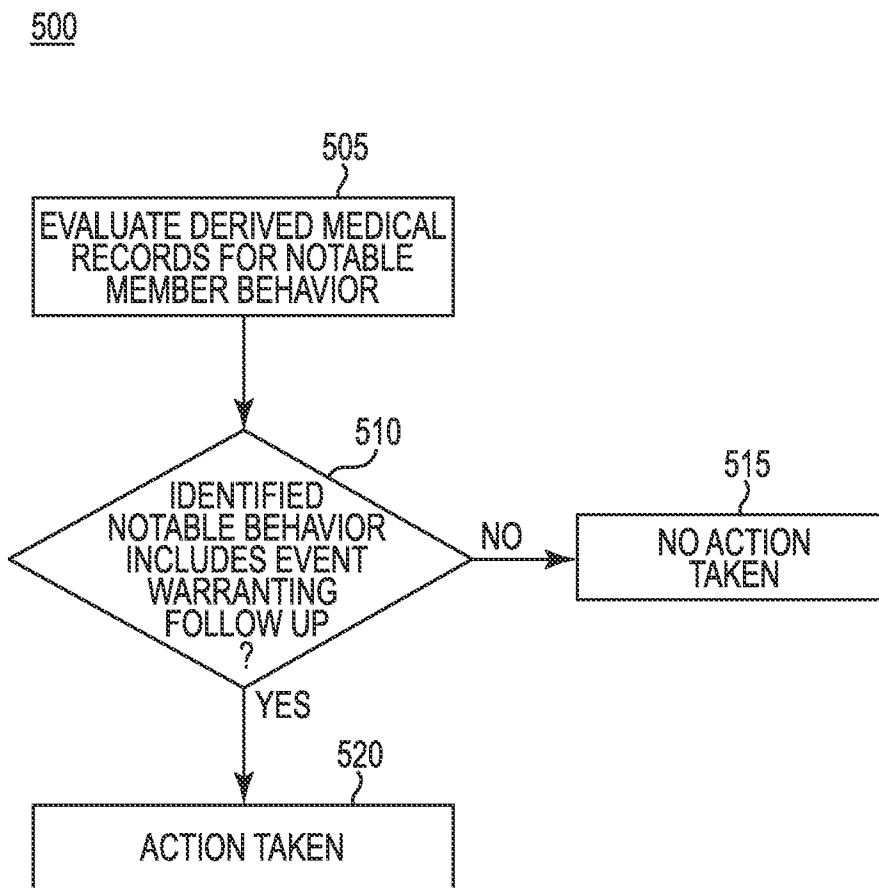 500
505
EVALUATE DERIVED MEDICAL
RECORDS FOR NOTABLE
MEMBER BEHAVIOR
510
IDENTIFIED
NOTABLE BEHAVIOR
INCLUDES EVENT
WARRANTING
FOLLOW UP
?
NO
515
NO ACTION
TAKEN
YES
520
ACTION TAKEN